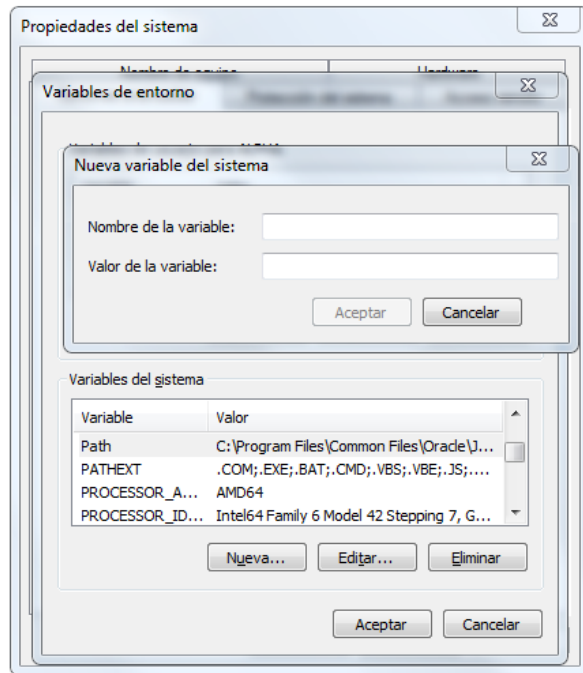 Propiedades del sistema
Variables de entorno
Nueva variable del sistema
Nombre de la variable:
Valor de la variable:
Aceptar Cancelar
Variables del sistema
Variable Valor
Path C:\Program Files\Common Files\Oracle\J...
PATHEXT .COM;.EXE;.BAT;.CMD;.VBS;.VBE;.JS;....
PROCESSOR_A... AMD64
PROCESSOR_ID... Intel64 Family 6 Model 42 Stepping 7, G...
Nueva... Editar... Eliminar
Aceptar Cancelar